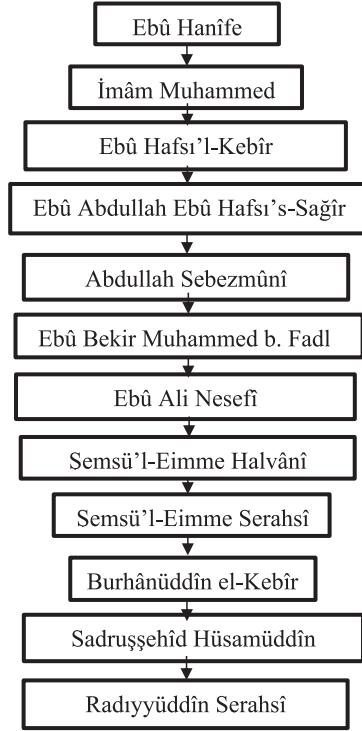 Ebû Hanîfe
İmâm Muhammed
Ebû Hafsı’l-Kebîr
Ebû Abdullah Ebû Hafsı’s-Sağîr
Abdullah Sebezmûnî
Ebû Bekir Muhammed b. Fadl
Ebû Ali Nesefî
Semsü’l-Eimme Halvânî
Semsü’l-Eimme Serahsî
Burhânüddîn el-Kebîr
Sadruşşehîd Hüsamüddîn
Radıyyüddîn Serahsî